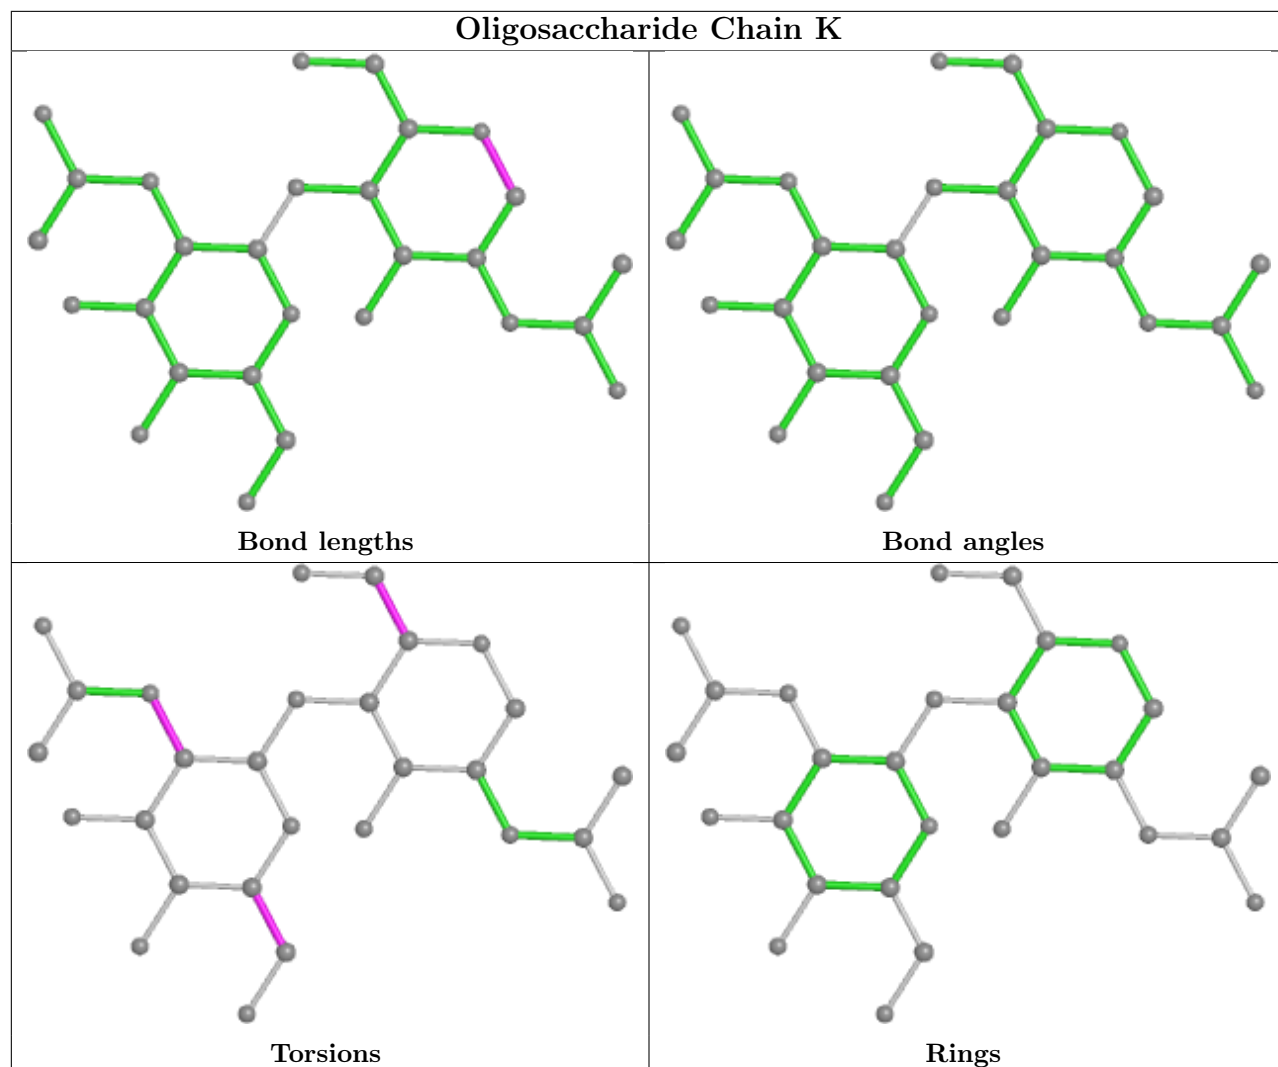 Oligosaccharide Chain K
Bond lengths
Bond angles
Torsions
Rings